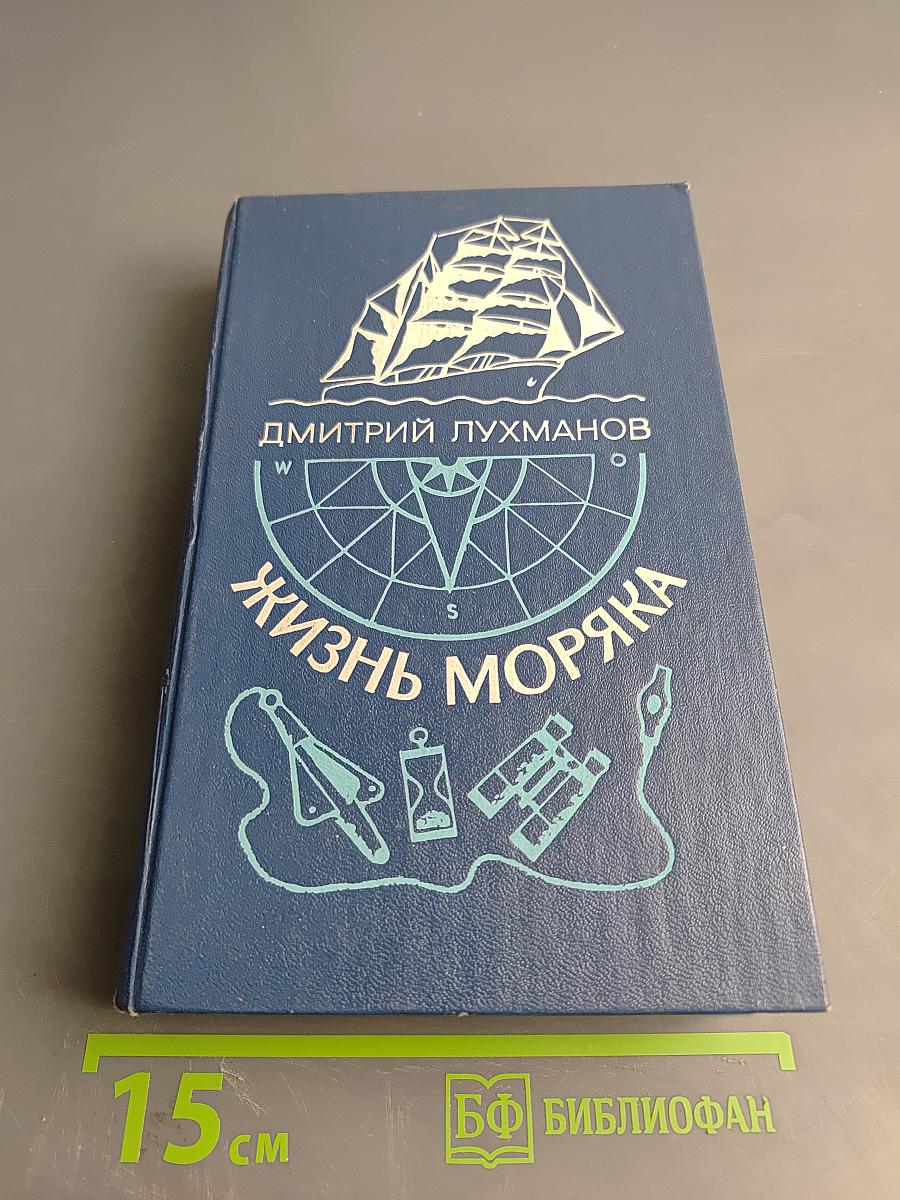 ДМИТРИЙ ЛУХМАНОВ
W O
S
ЖИЗНЬ МОРЯКА
15 см
БФ БИБЛИОФАН